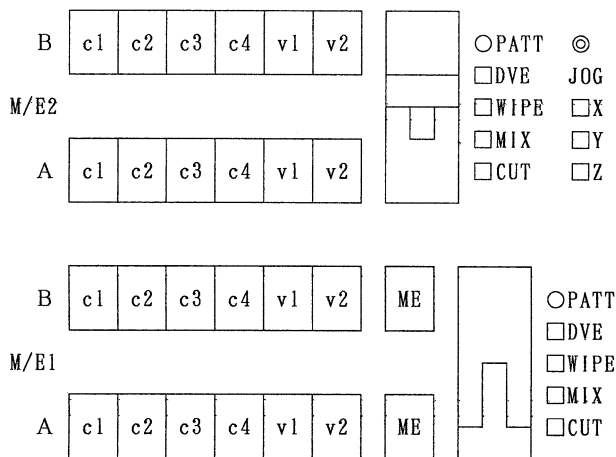 B c1 c2 c3 c4 v1 v2 ○PATT ◎
□DVE JOG
M/E2 □WIPE □X
□MIX □Y
A c1 c2 c3 c4 v1 v2 □CUT □Z
B c1 c2 c3 c4 v1 v2 ME ○PATT
□DVE
M/E1 □WIPE
□MIX
A c1 c2 c3 c4 v1 v2 ME □CUT